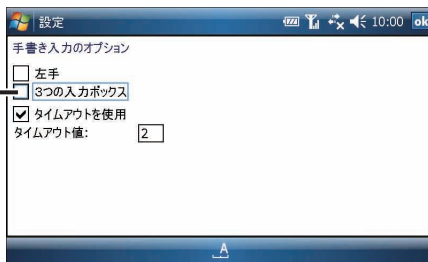 設定 10:00 ok
手書き入力のオプション
左手
3つの入力ボックス
タイムアウトを使用
タイムアウト値: 2
A